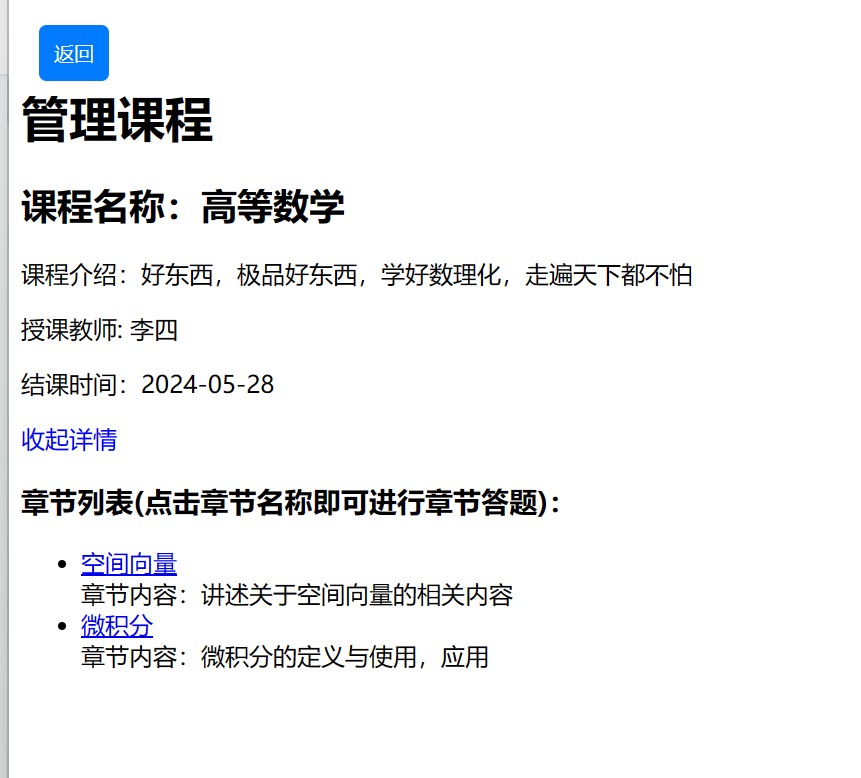 返回
管理课程
课程名称：高等数学
课程介绍：好东西，极品好东西，学好数理化，走遍天下都不怕
授课教师: 李四
结课时间：2024-05-28
收起详情
章节列表(点击章节名称即可进行章节答题)：
空间向量
章节内容：讲述关于空间向量的相关内容
微积分
章节内容：微积分的定义与使用，应用